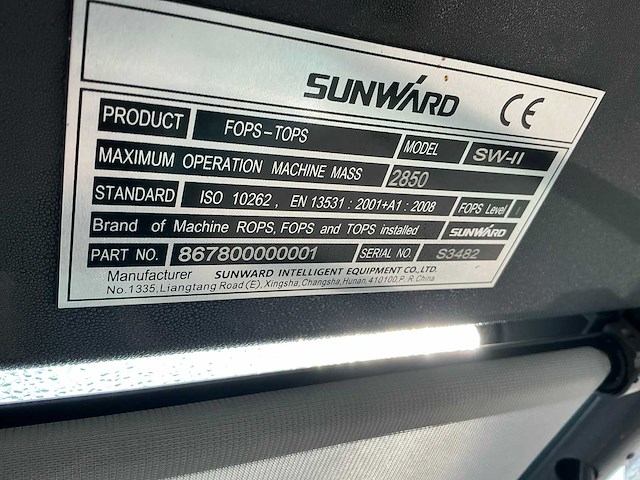 SUNWARD CE
PRODUCT FOPS-TOPS MODEL SW-II
MAXIMUM OPERATION MACHINE MASS 2850
STANDARD ISO 10262, EN 13531 : 2001+A1 : 2008 FOPS Level I
Brand of Machine ROPS, FOPS and TOPS installed SUNWARD
PART NO. 867800000001 SERIAL NO. S3482
Manufacturer SUNWARD INTELLIGENT EQUIPMENT CO.,LTD.
No.1335,Liangtang Road(E),Xingsha,Changsha,Hunan,410100,P.R.China